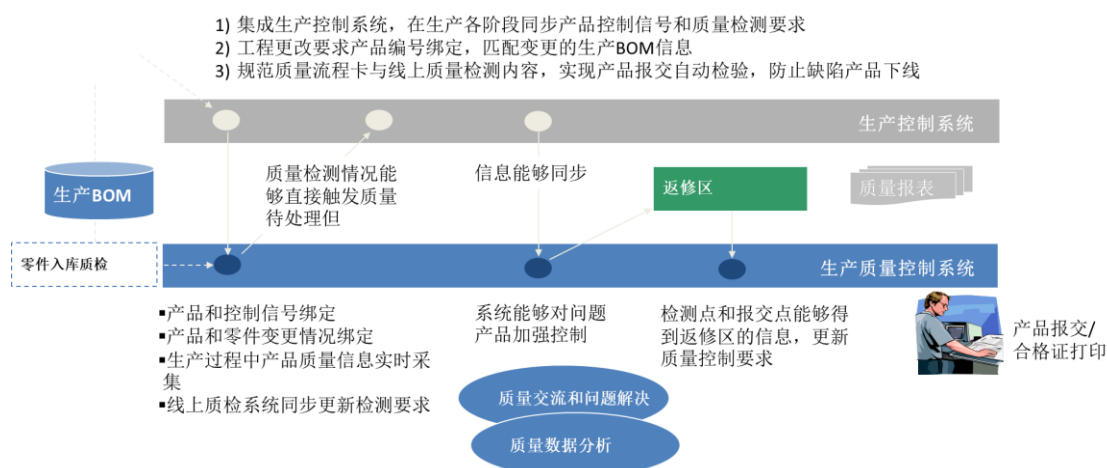 1) 集成生产控制系统，在生产各阶段同步产品控制信号和质量检测要求
2) 工程更改要求产品编号绑定，匹配变更的生产BOM信息
3) 规范质量流程卡与线上质量检测内容，实现产品报交自动检验，防止缺陷产品下线
生产控制系统
生产BOM
质量检测情况能
够直接触发质量
待处理但
信息能够同步
返修区
质量报表
零件入库质检
生产质量控制系统
▪产品和控制信号绑定
▪产品和零件变更情况绑定
▪生产过程中产品质量信息实时采
集
▪线上质检系统同步更新检测要求
系统能够对问题
产品加强控制
检测点和报交点能够得
到返修区的信息，更新
质量控制要求
产品报交/
合格证打印
质量交流和问题解决
质量数据分析